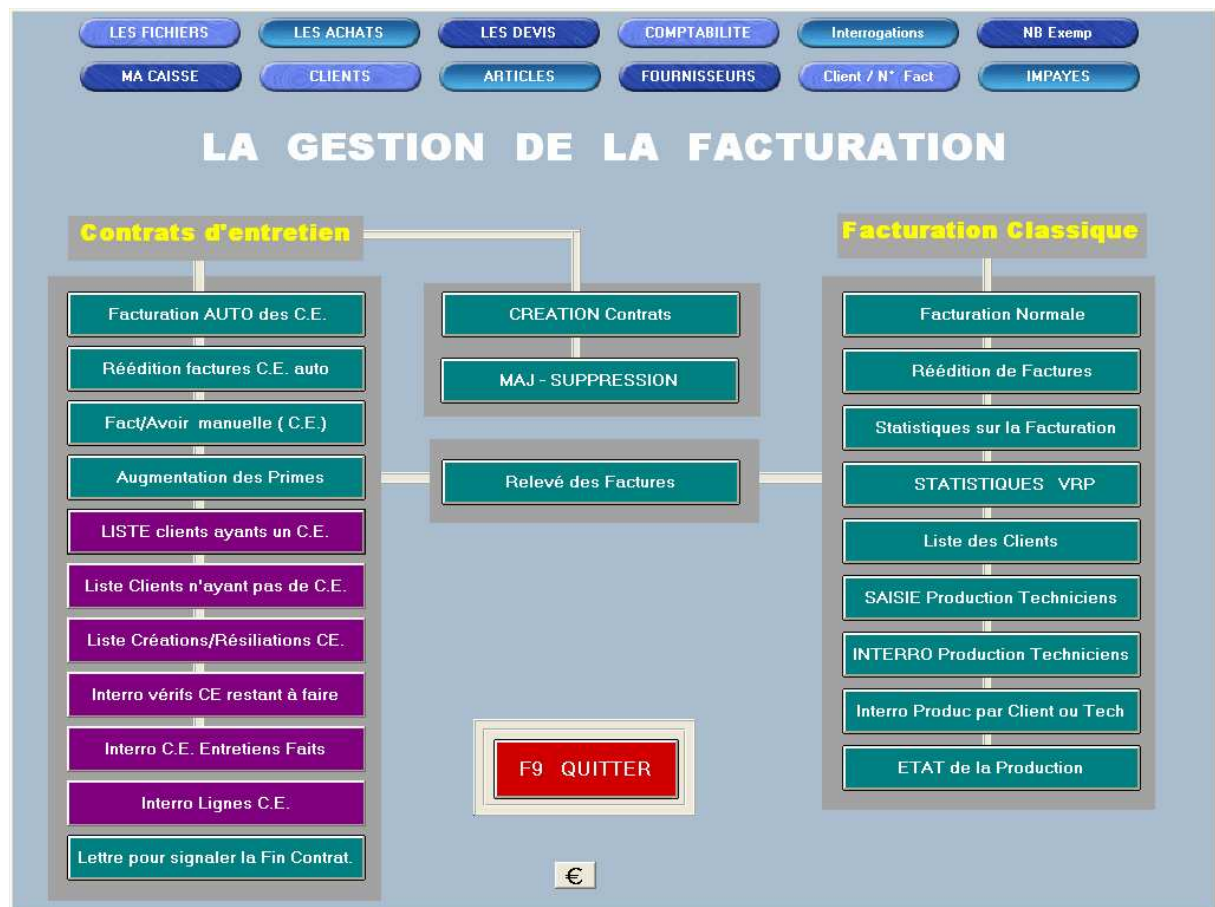 LES FICHIERS
LES ACHATS
LES DEVIS
COMPTABILITE
Interrogations
NB Exemp
MA CAISSE
CLIENTS
ARTICLES
FOURNISSEURS
Client / N° Fact
IMPAYES
LA GESTION DE LA FACTURATION
Contrats d'entretien
Facturation AUTO des C.E.
Réédition factures C.E. auto
Fact/Avoir manuelle ( C.E.)
Augmentation des Primes
LISTE clients ayants un C.E.
Liste Clients n'ayant pas de C.E.
Liste Créations/Résiliations CE.
Interro vérifs CE restant à faire
Interro C.E. Entretiens Faits
Interro Lignes C.E.
Lettre pour signaler la Fin Contrat.
CREATION Contrats
MAJ - SUPPRESSION
Relevé des Factures
F9 QUITTER
€
Facturation Classique
Facturation Normale
Réédition de Factures
Statistiques sur la Facturation
STATISTIQUES VRP
Liste des Clients
SAISIE Production Techniciens
INTERRO Production Techniciens
Interro Produc par Client ou Tech
ETAT de la Production